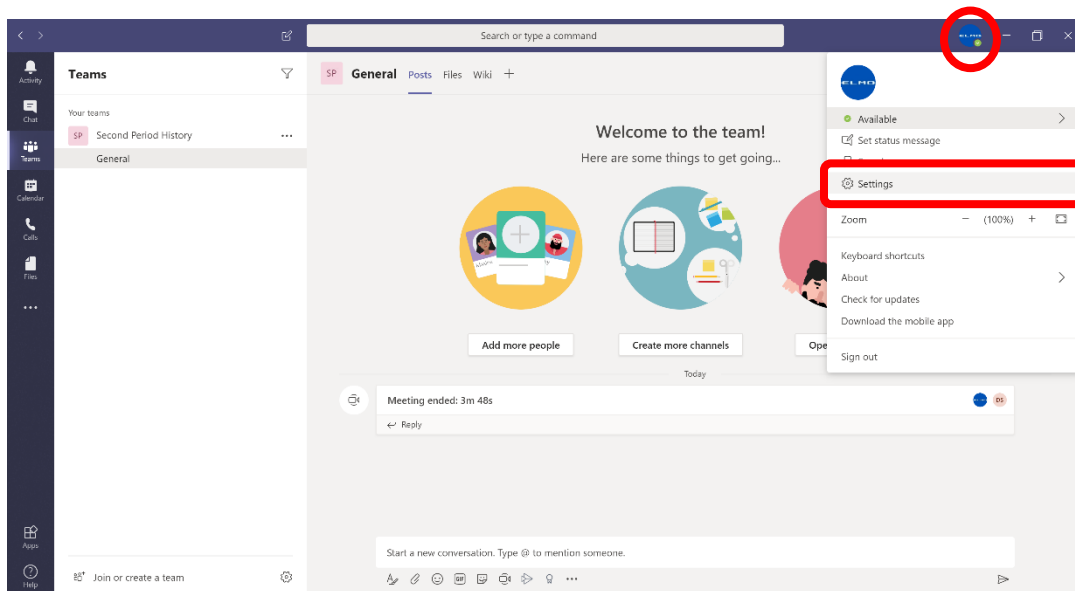 Search or type a command
ELMO
Activity
Chat
Teams
Calendar
Calls
Files
Apps
Help
Teams
Your teams
SP Second Period History
General
Join or create a team
SP General Posts Files Wiki
Welcome to the team!
Here are some things to get going...
Add more people
Create more channels
Ope
Today
Meeting ended: 3m 48s
DS
Reply
Start a new conversation. Type @ to mention someone.
GIF
ELMO
Available
Set status message
Settings
Zoom - (100%) +
Keyboard shortcuts
About
Check for updates
Download the mobile app
Sign out